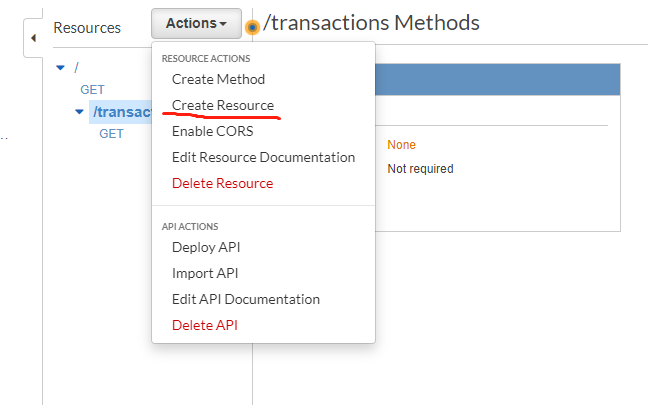 Resources
Actions
/transactions Methods
/
GET
/transac
GET
RESOURCE ACTIONS
Create Method
Create Resource
Enable CORS
Edit Resource Documentation
Delete Resource
API ACTIONS
Deploy API
Import API
Edit API Documentation
Delete API
None
Not required
..